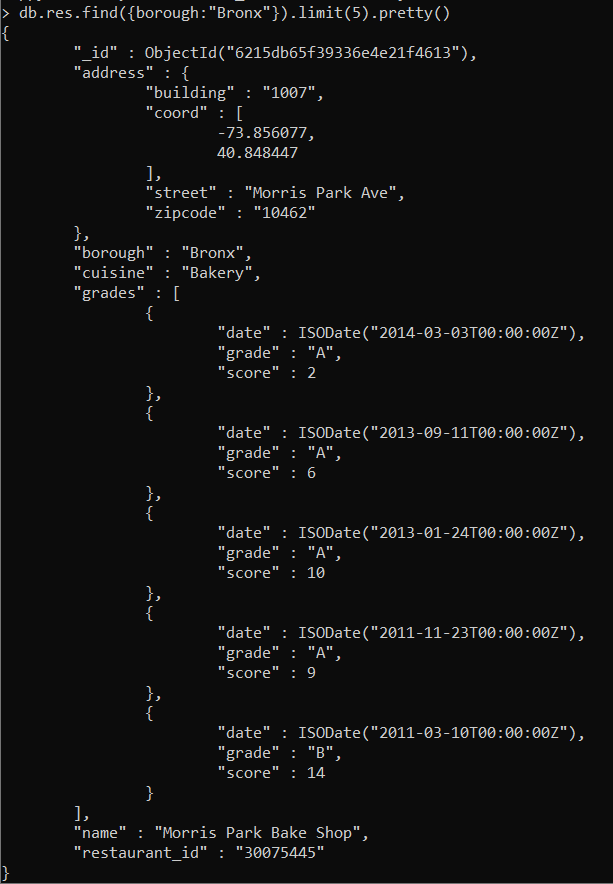 > db.res.find({borough:"Bronx"}).limit(5).pretty()
{
        "_id" : ObjectId("6215db65f39336e4e21f4613"),
        "address" : {
                "building" : "1007",
                "coord" : [
                        -73.856077,
                        40.848447
                ],
                "street" : "Morris Park Ave",
                "zipcode" : "10462"
        },
        "borough" : "Bronx",
        "cuisine" : "Bakery",
        "grades" : [
                {
                        "date" : ISODate("2014-03-03T00:00:00Z"),
                        "grade" : "A",
                        "score" : 2
                },
                {
                        "date" : ISODate("2013-09-11T00:00:00Z"),
                        "grade" : "A",
                        "score" : 6
                },
                {
                        "date" : ISODate("2013-01-24T00:00:00Z"),
                        "grade" : "A",
                        "score" : 10
                },
                {
                        "date" : ISODate("2011-11-23T00:00:00Z"),
                        "grade" : "A",
                        "score" : 9
                },
                {
                        "date" : ISODate("2011-03-10T00:00:00Z"),
                        "grade" : "B",
                        "score" : 14
                }
        ],
        "name" : "Morris Park Bake Shop",
        "restaurant_id" : "30075445"
}